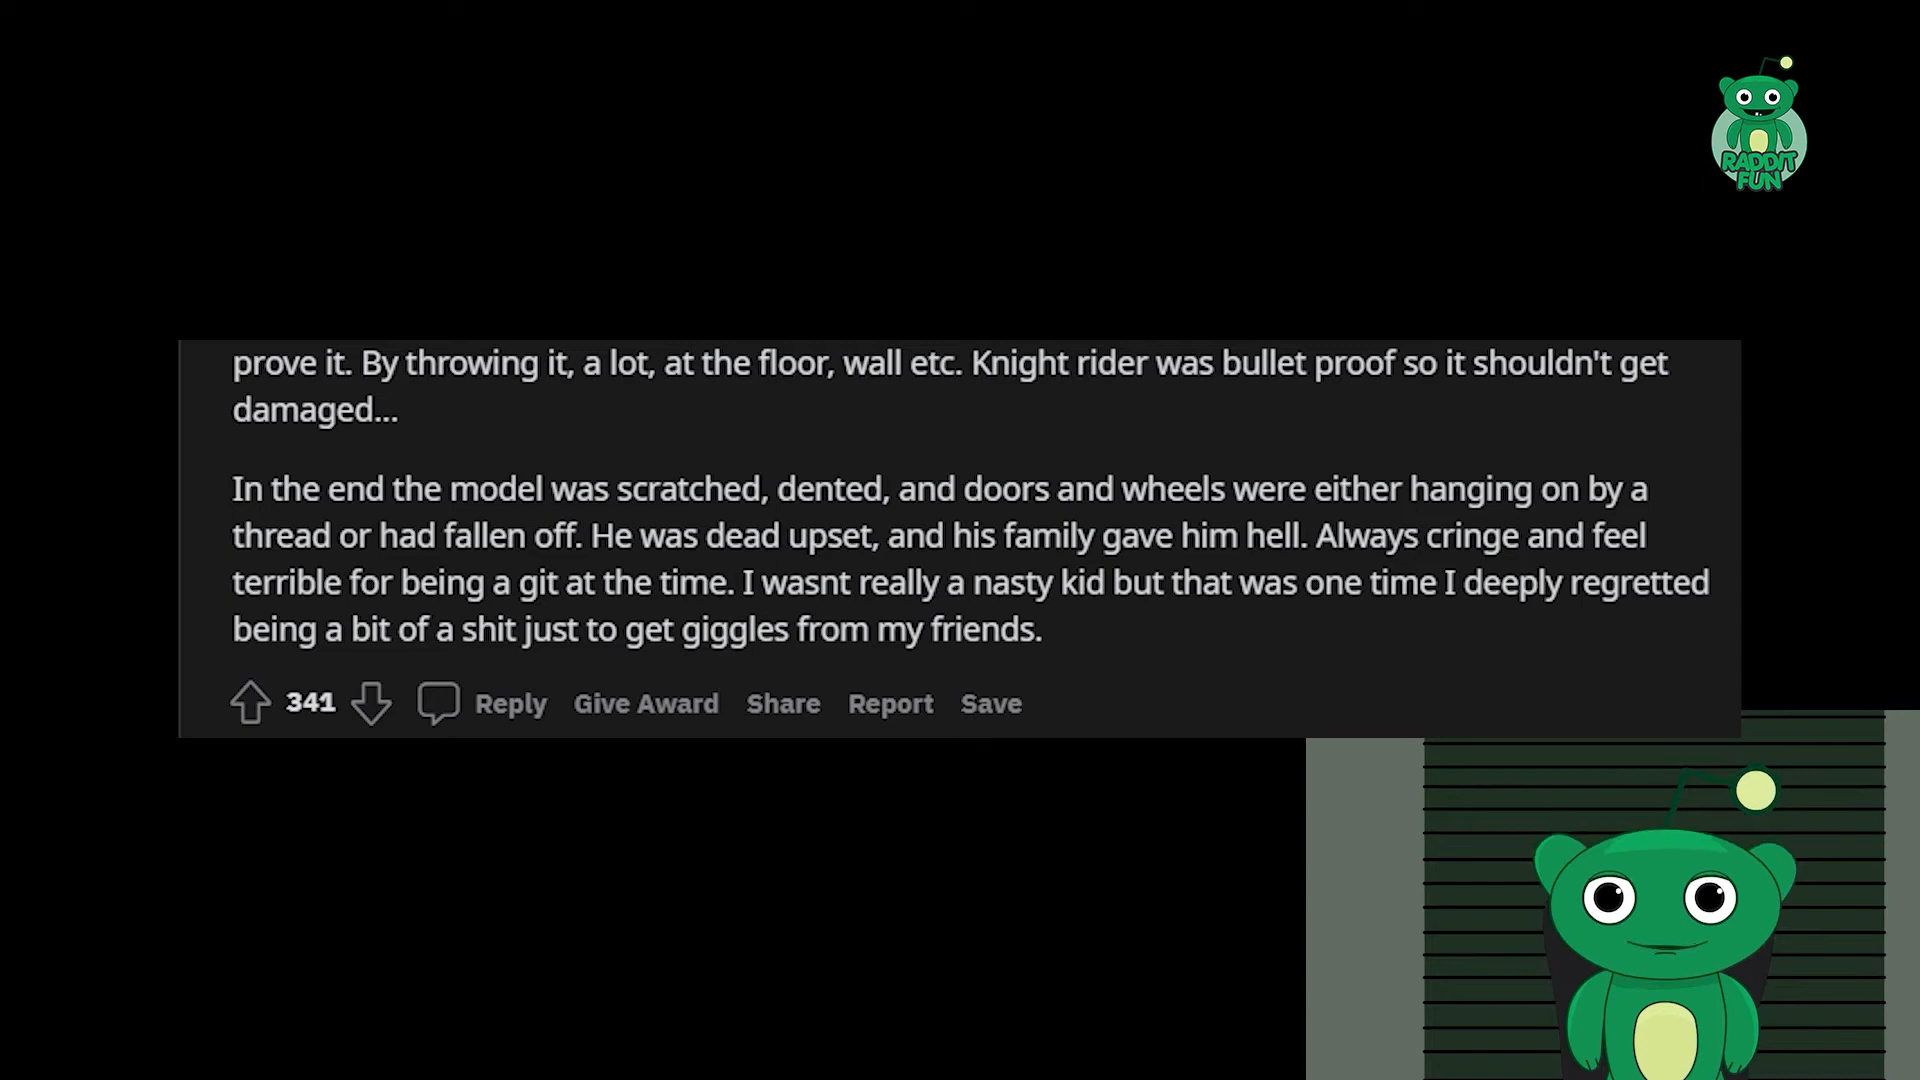 RADDIT
FUN
prove it. By throwing it, a lot, at the floor, wall etc. Knight rider was bullet proof so it shouldn't get
damaged...
In the end the model was scratched, dented, and doors and wheels were either hanging on by a
thread or had fallen off. He was dead upset, and his family gave him hell. Always cringe and feel
terrible for being a git at the time. I wasnt really a nasty kid but that was one time I deeply regretted
being a bit of a shit just to get giggles from my friends.
341 Reply Give Award Share Report Save